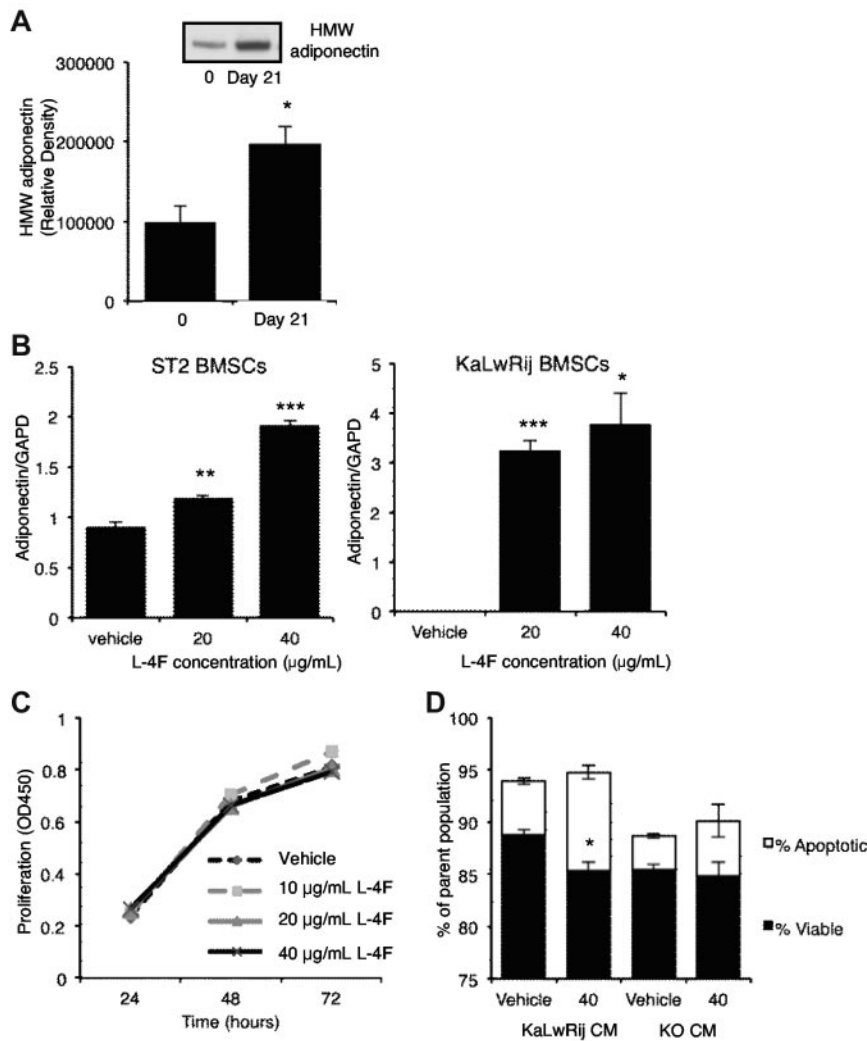 A
HMW
adiponectin
0 Day 21
HMW adiponectin
(Relative Density)
300000
200000
100000
0
*
0 Day 21
B
ST2 BMSCs
Adiponectin/GAPD
2.5
2
1.5
1
0.5
0
**
***
vehicle 20 40
L-4F concentration (µg/mL)
KaLwRij BMSCs
Adiponectin/GAPD
5
4
3
2
1
0
***
*
Vehicle 20 40
L-4F concentration (µg/mL)
C
Proliferation (OD450)
1
0.8
0.6
0.4
0.2
0
Vehicle
10 µg/mL L-4F
20 µg/mL L-4F
40 µg/mL L-4F
24 48 72
Time (hours)
D
% of parent population
100
95
90
85
80
75
*
% Apoptotic
% Viable
Vehicle 40 Vehicle 40
KaLwRij CM KO CM